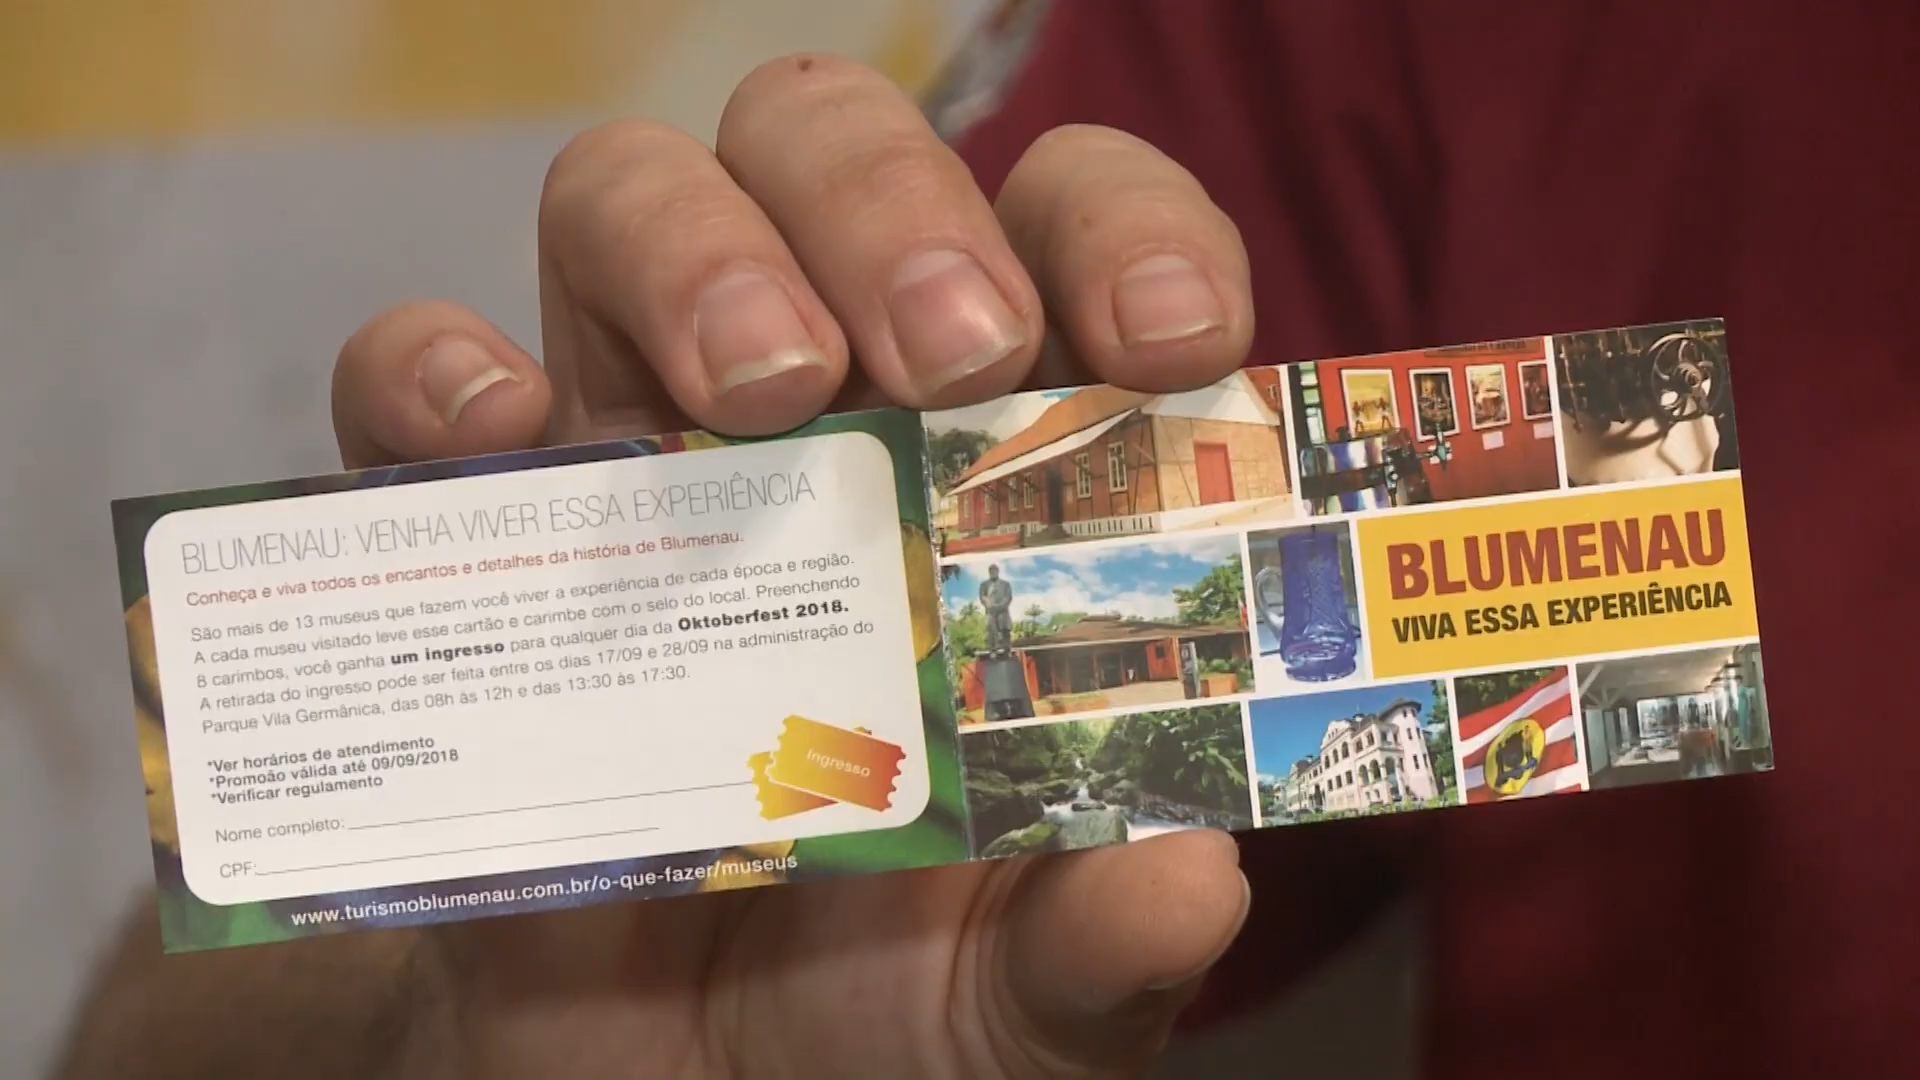 BLUMENAU: VENHA VIVER ESSA EXPERIÊNCIA
Conheça e viva todos os encantos e detalhes da história de Blumenau.
São mais de 13 museus que fazem você viver a experiência de cada época e região.
A cada museu visitado leve esse cartão e carimbe com o selo do local. Preenchendo
8 carimbos, você ganha um ingresso para qualquer dia da Oktoberfest 2018.
A retirada do ingresso pode ser feita entre os dias 17/09 e 28/09 na administração do
Parque Vila Germânica, das 08h às 12h e das 13:30 às 17:30.
*Ver horários de atendimento
*Promoão válida até 09/09/2018
*Verificar regulamento
Ingresso
Nome completo:
CPF:
www.turismoblumenau.com.br/o-que-fazer/museus
BLUMENAU
VIVA ESSA EXPERIÊNCIA